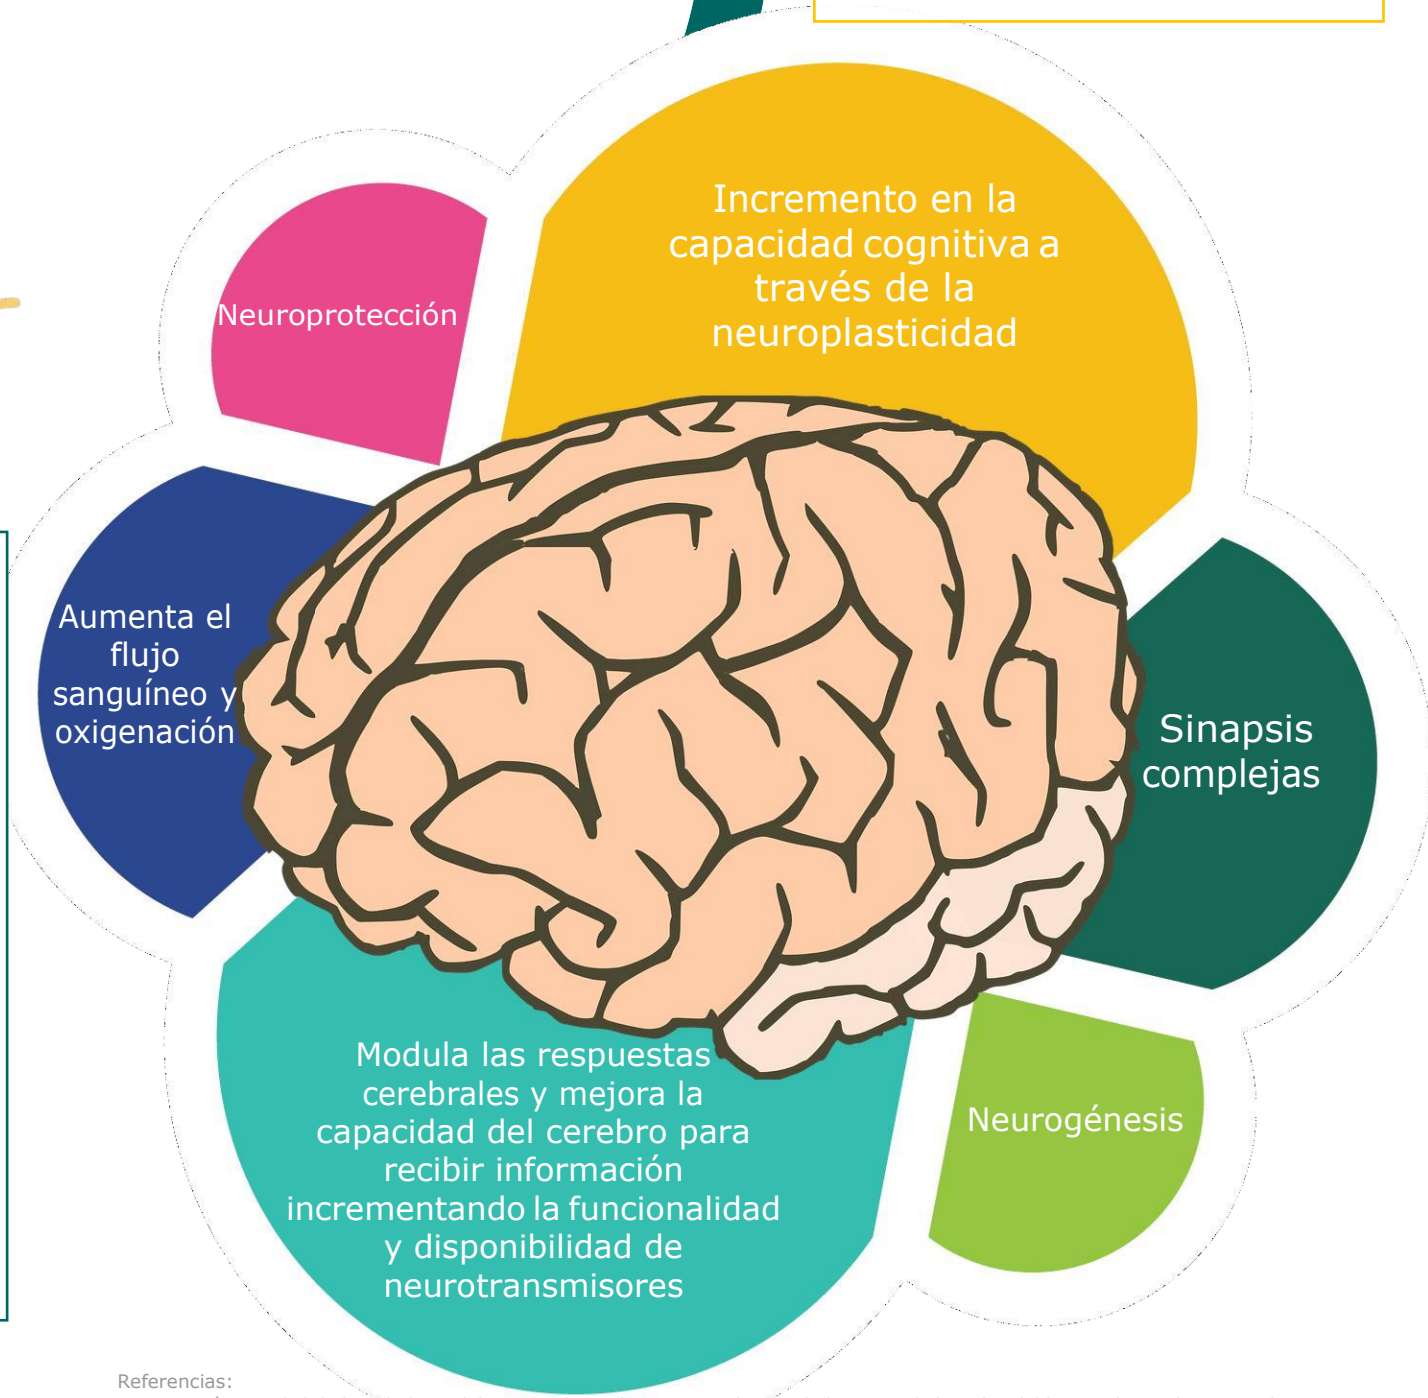 Incremento en la
capacidad cognitiva a
través de la
neuroplasticidad
Neuroprotección
Aumenta el
flujo
sanguíneo y
oxigenación
Sinapsis
complejas
Modula las respuestas
cerebrales y mejora la
capacidad del cerebro para
recibir información
incrementando la funcionalidad
y disponibilidad de
neurotransmisores
Neurogénesis
Referencias: